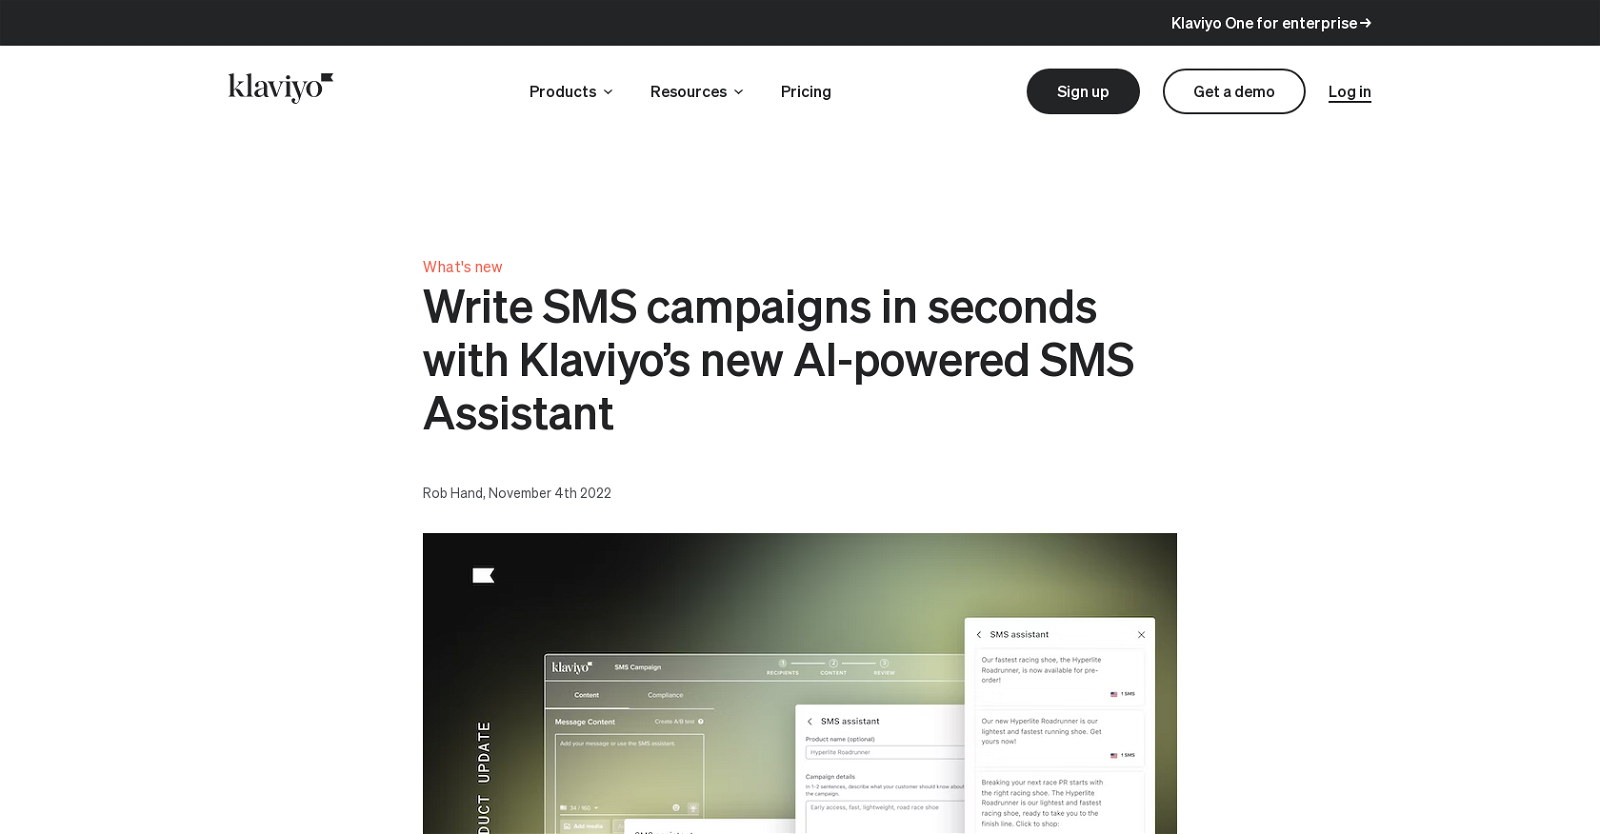 Klaviyo One for enterprise →
klaviyo
Products
Resources
Pricing
Sign up
Get a demo
Log in
What's new
Write SMS campaigns in seconds
with Klaviyo’s new AI-powered SMS
Assistant
Rob Hand, November 4th 2022
DUCT UPDATE
klaviyo
SMS Campaign
1
2
3
RECIPIENTS
CONTENT
REVIEW
Content
Compliance
Message Content
Create A/B test
Add your message or use the SMS assistant.
34 / 160
Add media
SMS assistant
Product name (optional)
Hyperlite Roadrunner
Campaign details
In 1-2 sentences, describe what your customer should know about
the campaign.
Early access, fast, lightweight, road race shoe
SMS assistant
Our fastest racing shoe, the Hyperlite
Roadrunner, is now available for pre-
order!
1 SMS
Our new Hyperlite Roadrunner is our
lightest and fastest running shoe. Get
yours now!
1 SMS
Breaking your next race PR starts with
the right racing shoe. The Hyperlite
Roadrunner is our lightest and fastest
racing shoe, ready to take you to the
finish line. Click to shop:
SMS assistant